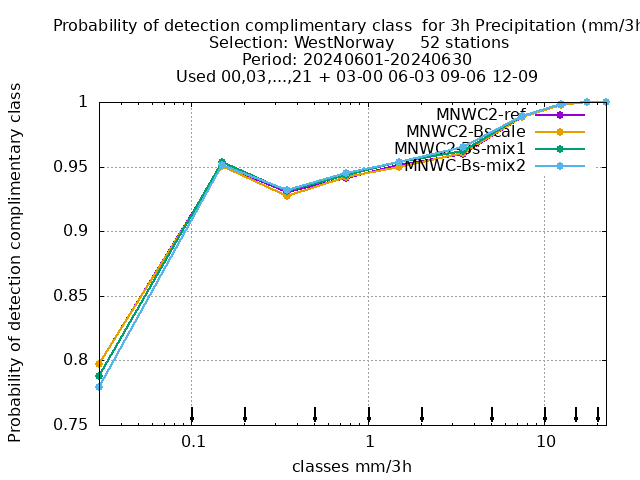 Probability of detection complimentary class  for 3h Precipitation (mm/3h
Selection: WestNorway     52 stations
Period: 20240601-20240630
Used 00,03,...,21 + 03-00 06-03 09-06 12-09
Probability of detection complimentary class
1
0.95
0.9
0.85
0.8
0.75
MNWC2-ref
MNWC2-Bscale
MNWC2-Bs-mix1
MNWC-Bs-mix2
0.1
1
10
classes mm/3h